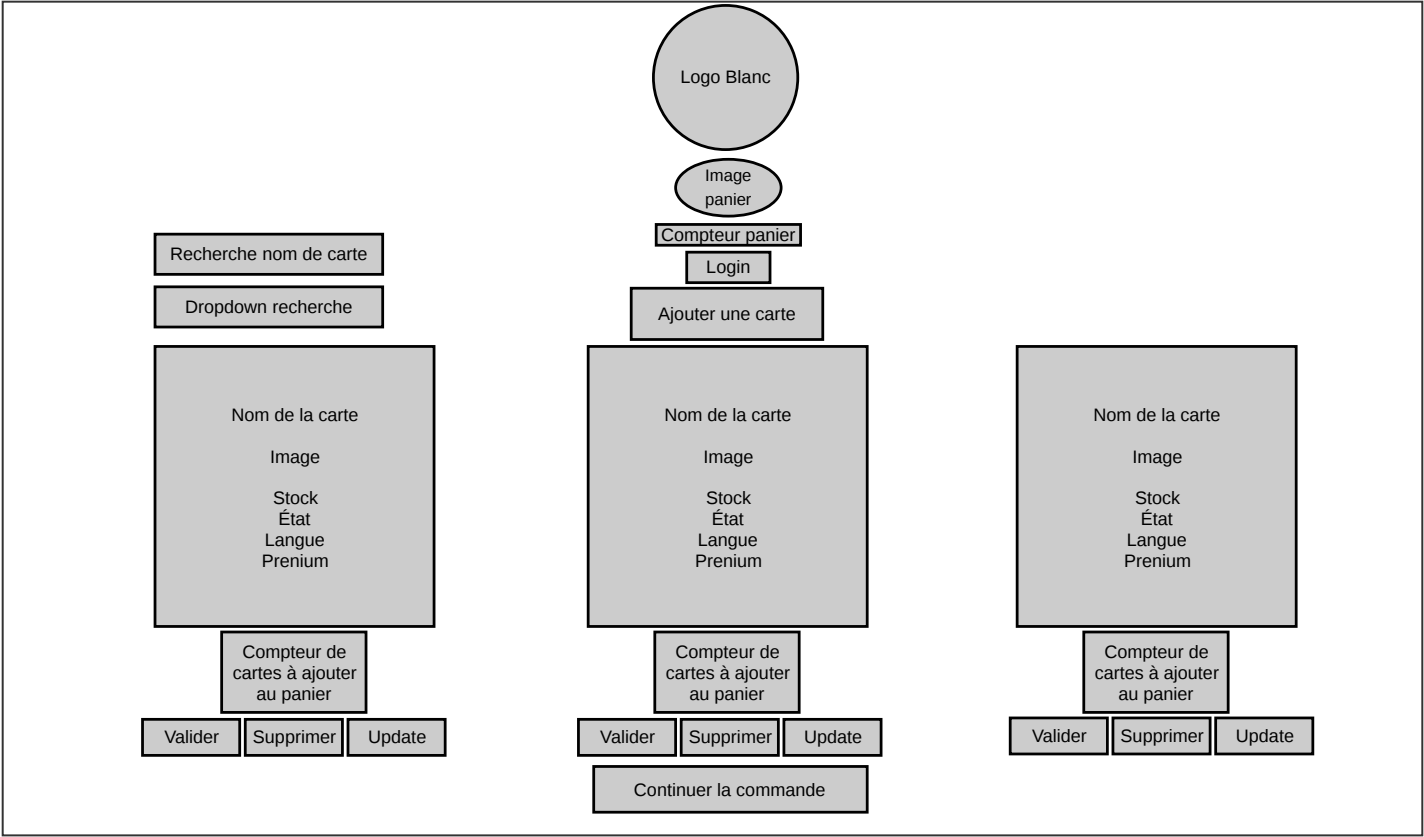 Logo Blanc
Image
panier
Compteur panier
Login
Ajouter une carte
Recherche nom de carte
Dropdown recherche
Nom de la carte
Image
Stock
État
Langue
Prenium
Compteur de
cartes à ajouter
au panier
Valider
Supprimer
Update
Nom de la carte
Image
Stock
État
Langue
Prenium
Compteur de
cartes à ajouter
au panier
Valider
Supprimer
Update
Nom de la carte
Image
Stock
État
Langue
Prenium
Compteur de
cartes à ajouter
au panier
Valider
Supprimer
Update
Continuer la commande